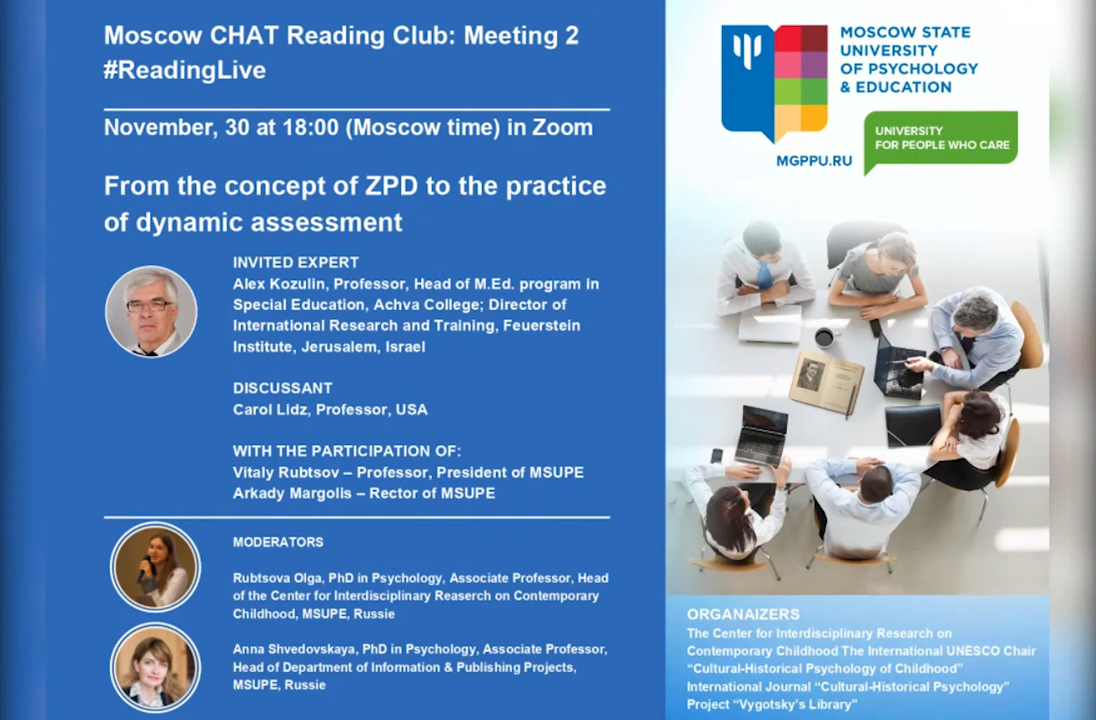 Moscow CHAT Reading Club: Meeting 2
#ReadingLive
November, 30 at 18:00 (Moscow time) in Zoom
From the concept of ZPD to the practice
of dynamic assessment
INVITED EXPERT
Alex Kozulin, Professor, Head of M.Ed. program in
Special Education, Achva College; Director of
International Research and Training, Feuerstein
Institute, Jerusalem, Israel
DISCUSSANT
Carol Lidz, Professor, USA
WITH THE PARTICIPATION OF:
Vitaly Rubtsov – Professor, President of MSUPE
Arkady Margolis – Rector of MSUPE
MODERATORS
Rubtsova Olga, PhD in Psychology, Associate Professor, Head
of the Center for Interdisciplinary Reaserch on Contemporary
Childhood, MSUPE, Russie
Anna Shvedovskaya, PhD in Psychology, Associate Professor,
Head of Department of Information & Publishing Projects,
MSUPE, Russie
MOSCOW STATE
UNIVERSITY
OF PSYCHOLOGY
& EDUCATION
UNIVERSITY
FOR PEOPLE WHO CARE
MGPPU.RU
ORGANAIZERS
The Center for Interdisciplinary Research on
Contemporary Childhood The International UNESCO Chair
“Cultural-Historical Psychology of Childhood”
International Journal “Cultural-Historical Psychology”
Project “Vygotsky's Library”